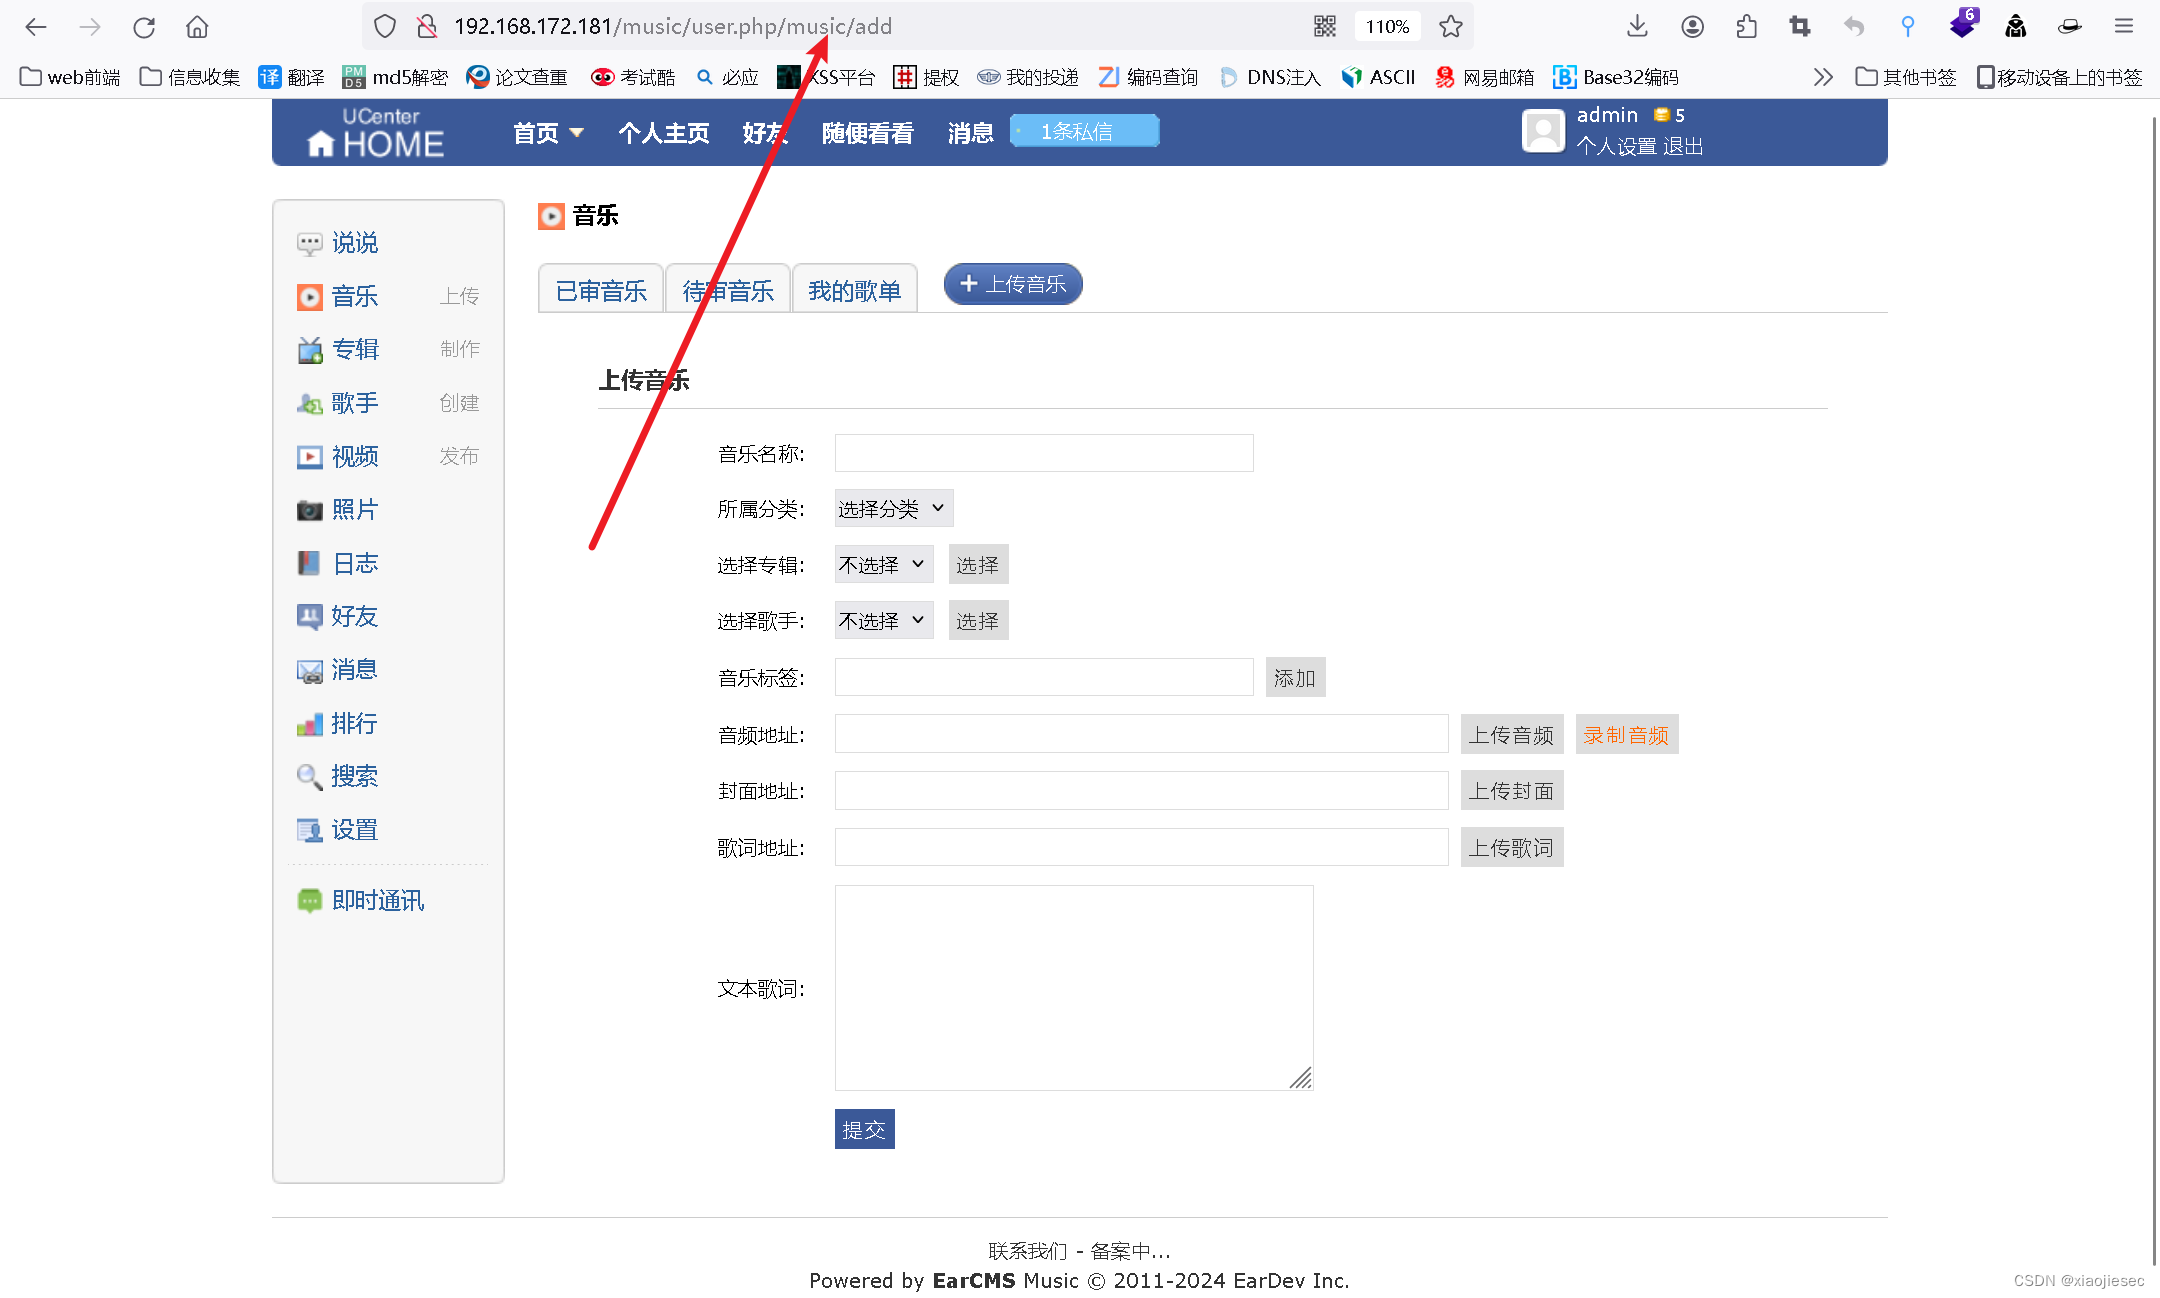 192.168.172.181/music/user.php/music/add
110%
6
web前端
信息收集
译 翻译
PM D5 md5解密
论文查重
考试酷
必应
XSS平台
提权
我的投递
编码查询
DNS注入
ASCII
网易邮箱
Base32编码
其他书签
移动设备上的书签
UCenter
HOME
首页
个人主页
好友
随便看看
消息
1条私信
admin 5
个人设置 退出
说说
音乐 上传
专辑 制作
歌手 创建
视频 发布
照片
日志
好友
消息
排行
搜索
设置
即时通讯
音乐
已审音乐
待审音乐
我的歌单
+ 上传音乐
上传音乐
音乐名称:
所属分类: 选择分类
选择专辑: 不选择 选择
选择歌手: 不选择 选择
音乐标签: 添加
音频地址: 上传音频 录制音频
封面地址: 上传封面
歌词地址: 上传歌词
文本歌词:
提交
联系我们 - 备案中...
Powered by EarCMS Music © 2011-2024 EarDev Inc.
CSDN @xiaojiesec